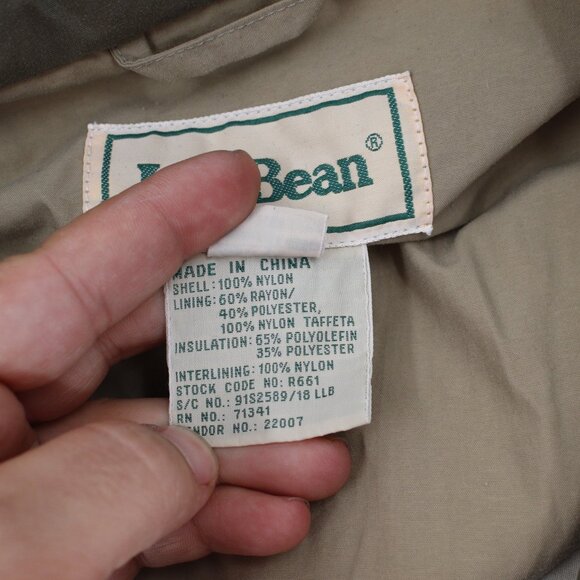 Bean®
MADE IN CHINA
SHELL: 100% NYLON
LINING: 60% RAYON/
40% POLYESTER,
100% NYLON TAFFETA
INSULATION: 65% POLYOLEFIN
35% POLYESTER
INTERLINING: 100% NYLON
STOCK CODE NO: R661
S/C NO.: 91S2589/18 LLB
RN NO.: 71341
NO.: 22007